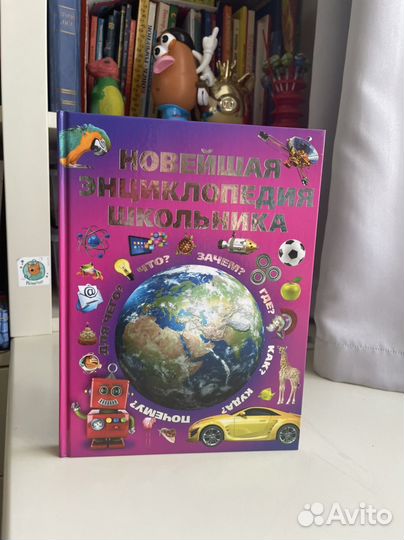 НОВЕЙШАЯ
ЭНЦИКЛОПЕДИЯ
ШКОЛЬНИКА
ЧТО?
ЗАЧЕМ?
ГДЕ?
КАК?
КУДА?
ПОЧЕМУ?
ДЛЯ ЧЕГО?
Avito